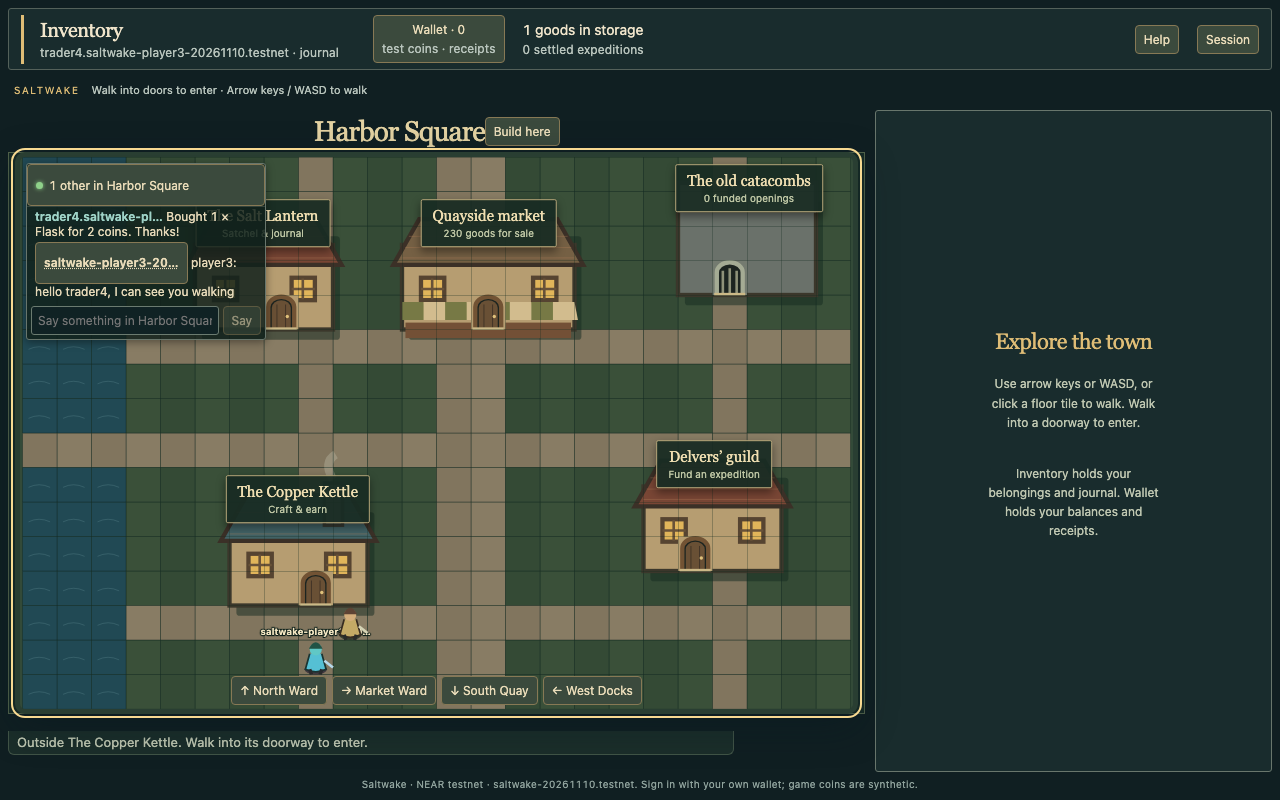 Inventory
trader4.saltwake-player3-20261110.testnet · journal
Wallet · 0
test coins · receipts
1 goods in storage
0 settled expeditions
Help
Session
SALTWAKE Walk into doors to enter · Arrow keys / WASD to walk
Harbor Square
Build here
1 other in Harbor Square
trader4.saltwake-pl... Bought 1 ×
Flask for 2 coins. Thanks!
saltwake-player3-20... player3:
hello trader4, I can see you walking
Say something in Harbor Squar
Say
Salt Lantern
Satchel & journal
Quayside market
230 goods for sale
The old catacombs
0 funded openings
Delvers' guild
Fund an expedition
The Copper Kettle
Craft & earn
saltwake-player
↑ North Ward
→ Market Ward
↓ South Quay
← West Docks
Outside The Copper Kettle. Walk into its doorway to enter.
Explore the town
Use arrow keys or WASD, or
click a floor tile to walk. Walk
into a doorway to enter.
Inventory holds your
belongings and journal. Wallet
holds your balances and
receipts.
Saltwake · NEAR testnet · saltwake-20261110.testnet. Sign in with your own wallet; game coins are synthetic.